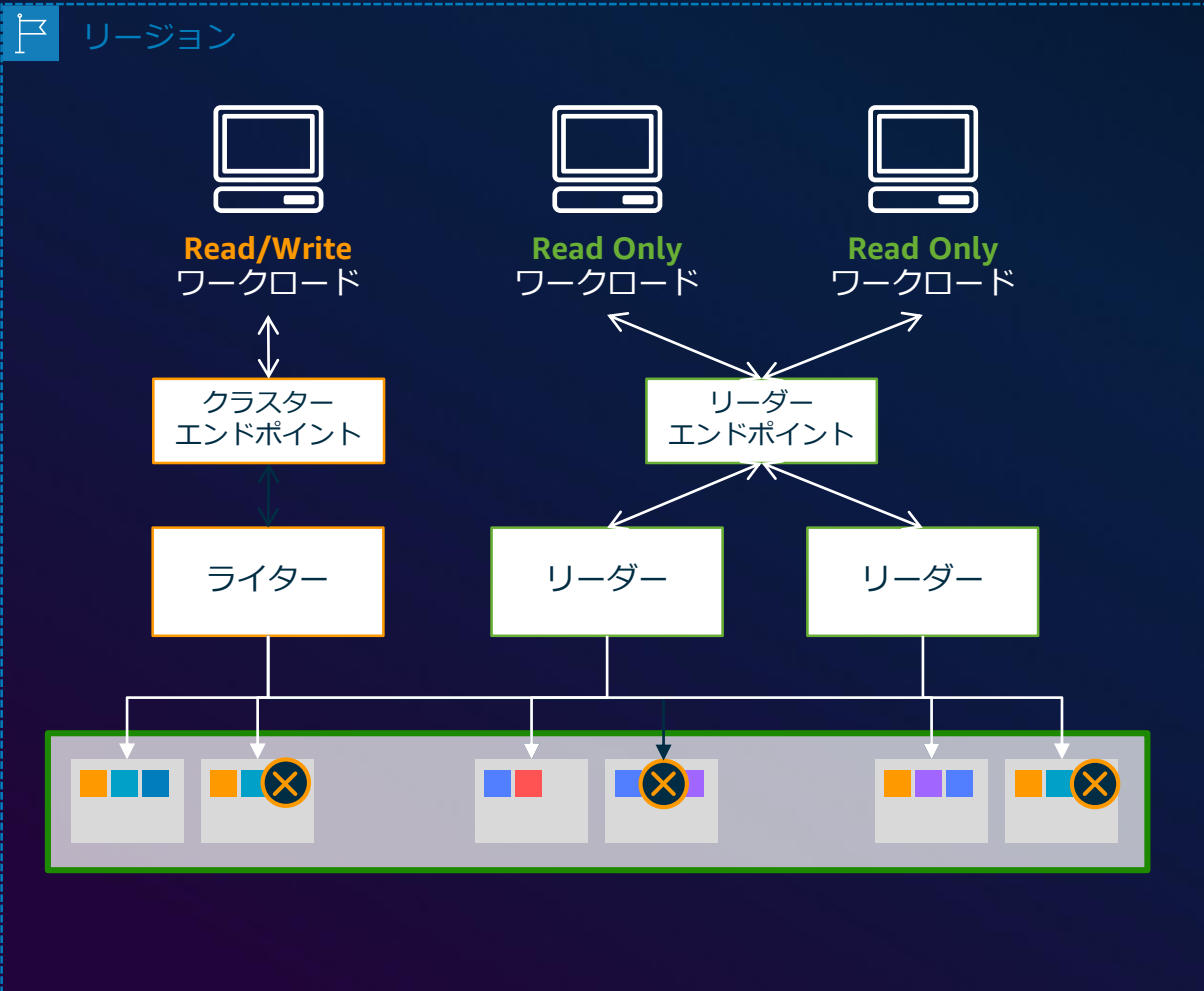 リージョン
Read/Write
ワークロード
Read Only
ワークロード
Read Only
ワークロード
クラスター
エンドポイント
リーダー
エンドポイント
ライター
リーダー
リーダー